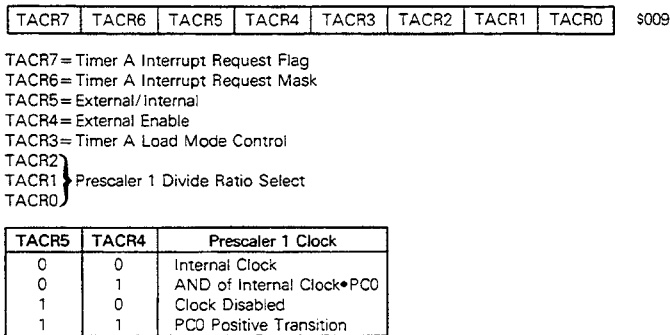 TACR7 TACR6 TACR5 TACR4 TACR3 TACR2 TACR1 TACR0 $009
TACR7=Timer A Interrupt Request Flag
TACR6=Timer A Interrupt Request Mask
TACR5=External/Internal
TACR4=External Enable
TACR3=Timer A Load Mode Control
TACR2
TACR1 Prescaler 1 Divide Ratio Select
TACR0
TACR5 TACR4 Prescaler 1 Clock
0 0 Internal Clock
0 1 AND of Internal Clock•PC0
1 0 Clock Disabled
1 1 PC0 Positive Transition